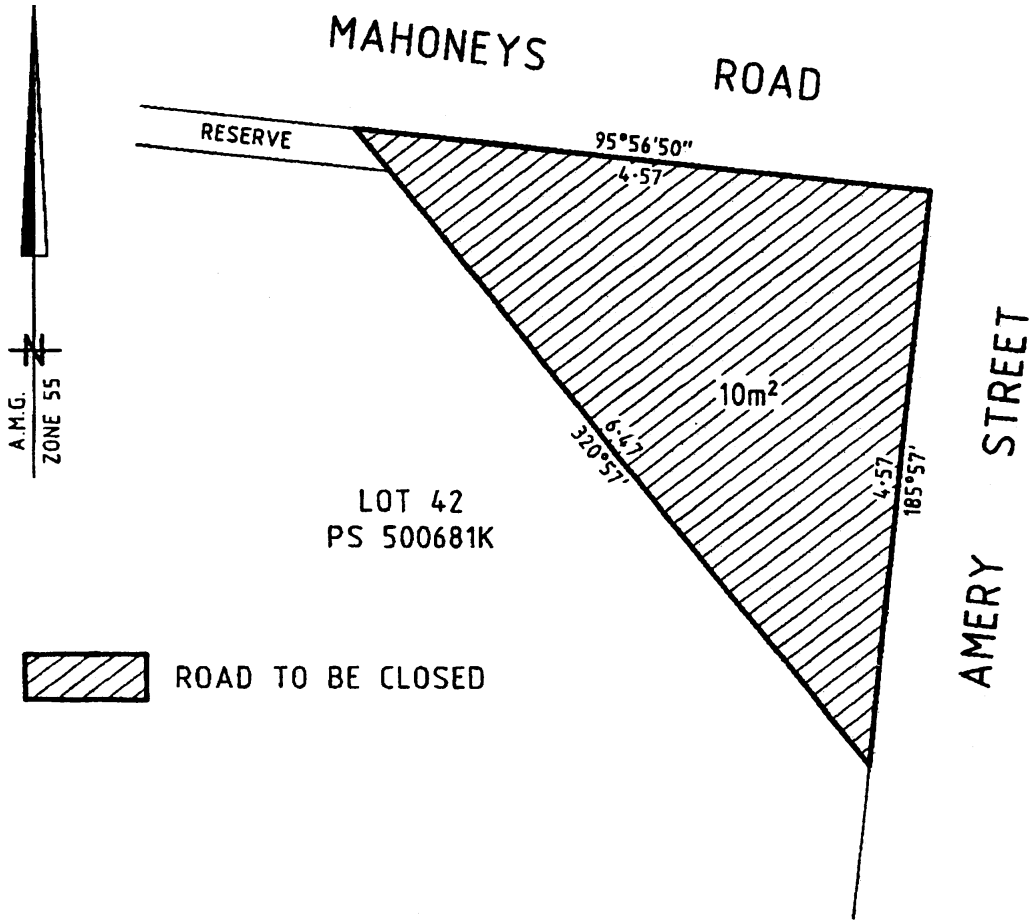 MAHONEYS ROAD
RESERVE
95°56'50"
4·57
10m²
6·47
320°57'
4·57
185°57'
AMERY STREET
A.M.G.
ZONE 55
N
LOT 42
PS 500681K
ROAD TO BE CLOSED